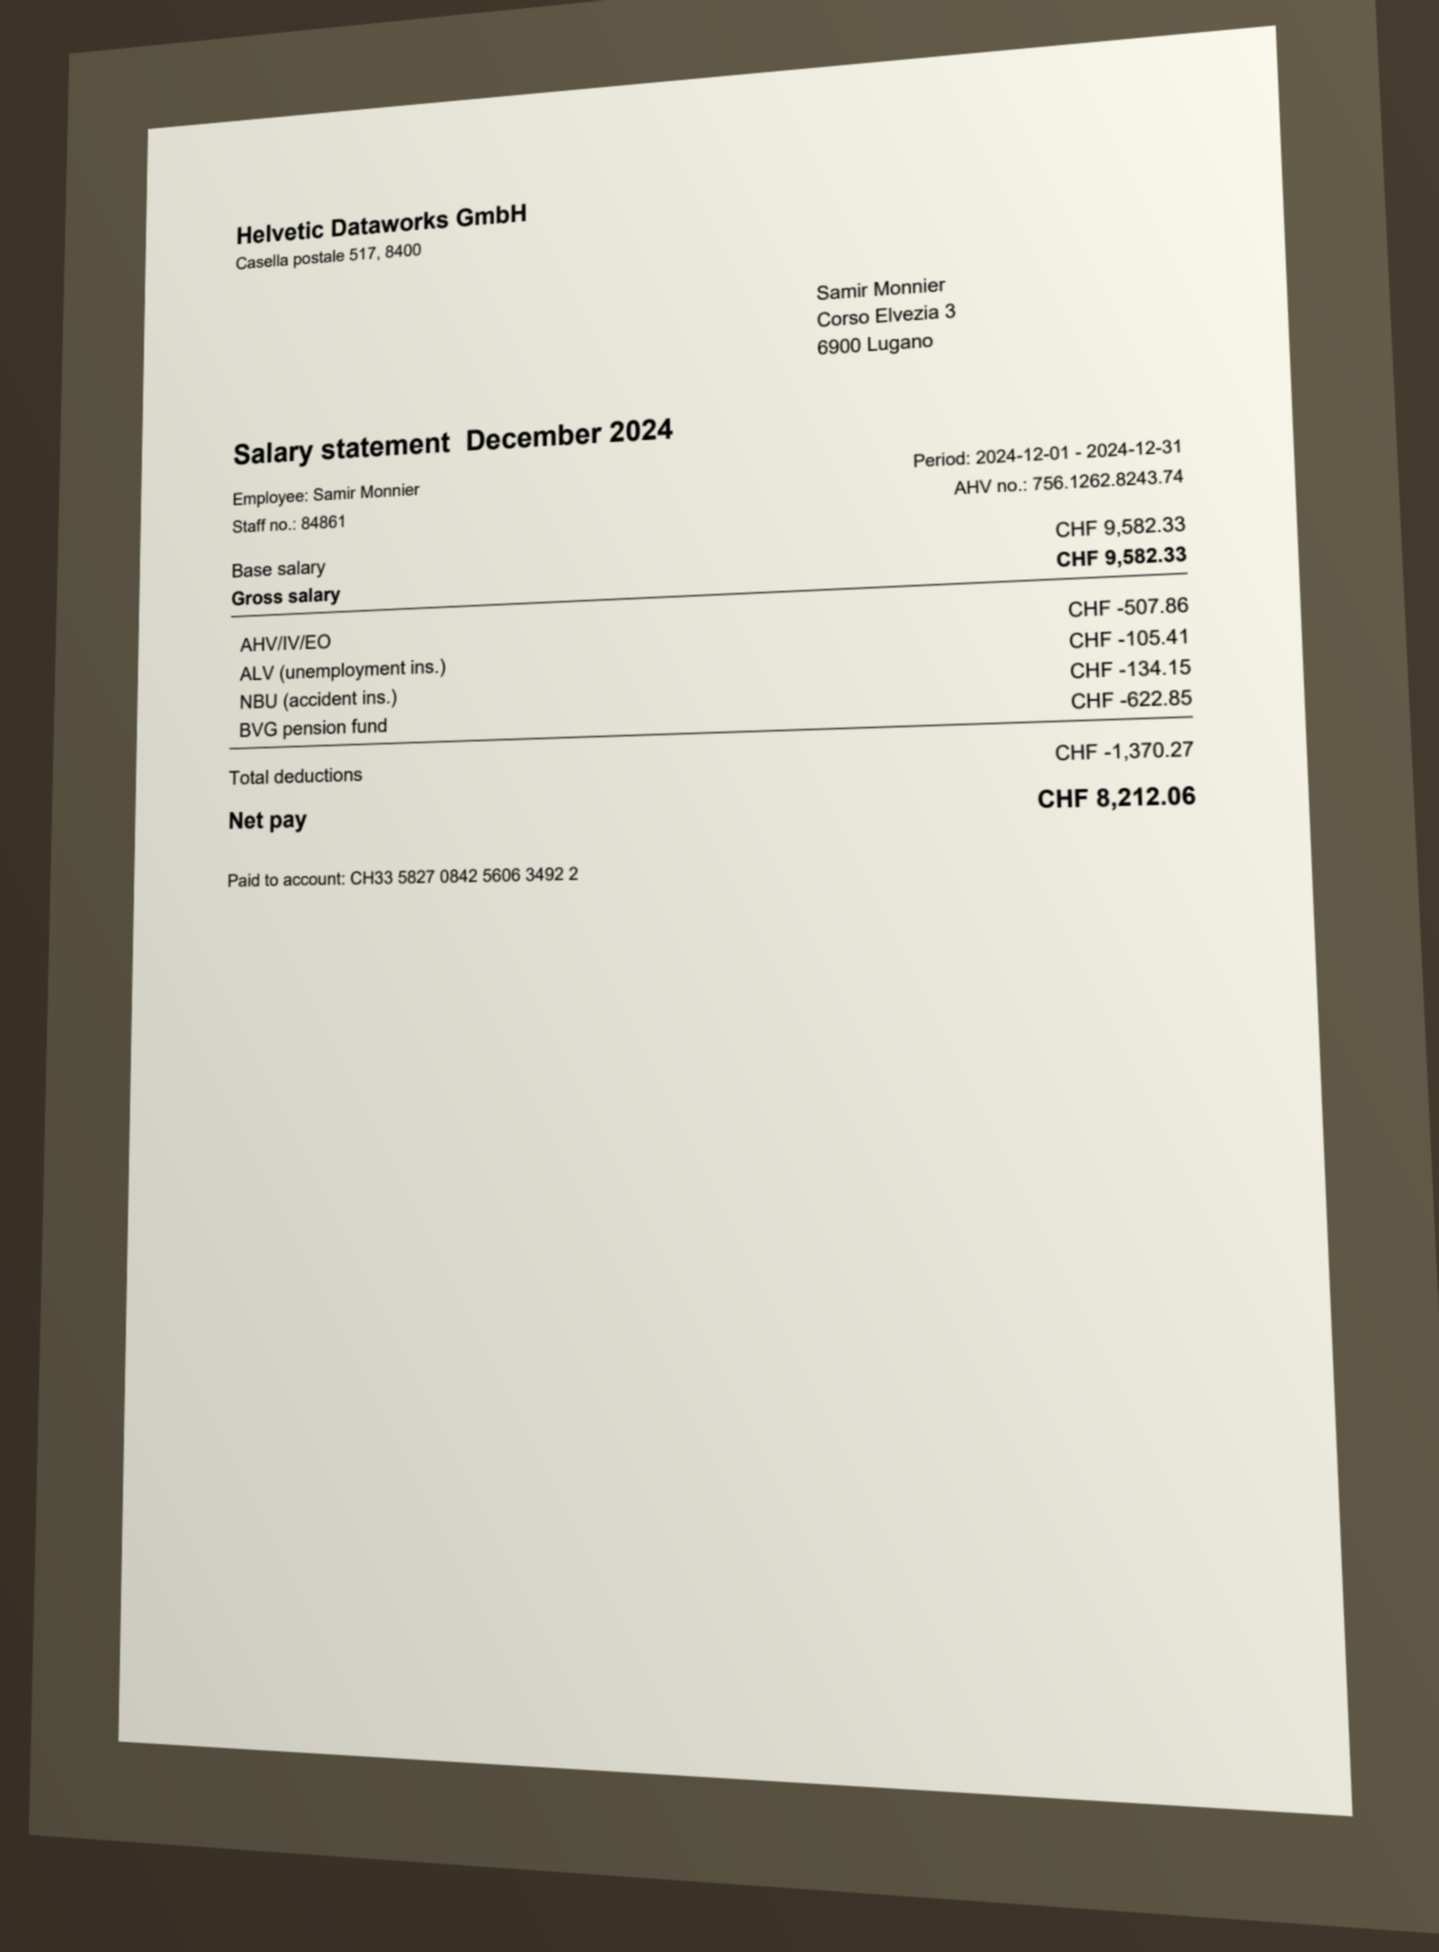 Helvetic Dataworks GmbH
Casella postale 517, 8400
Samir Monnier
Corso Elvezia 3
6900 Lugano
Salary statement December 2024
Period: 2024-12-01 - 2024-12-31
Employee: Samir Monnier
AHV no.: 756.1262.8243.74
Staff no.: 84861
Base salary CHF 9,582.33
Gross salary CHF 9,582.33
AHV/IV/EO CHF -507.86
ALV (unemployment ins.) CHF -105.41
NBU (accident ins.) CHF -134.15
BVG pension fund CHF -622.85
Total deductions CHF -1,370.27
Net pay CHF 8,212.06
Paid to account: CH33 5827 0842 5606 3492 2